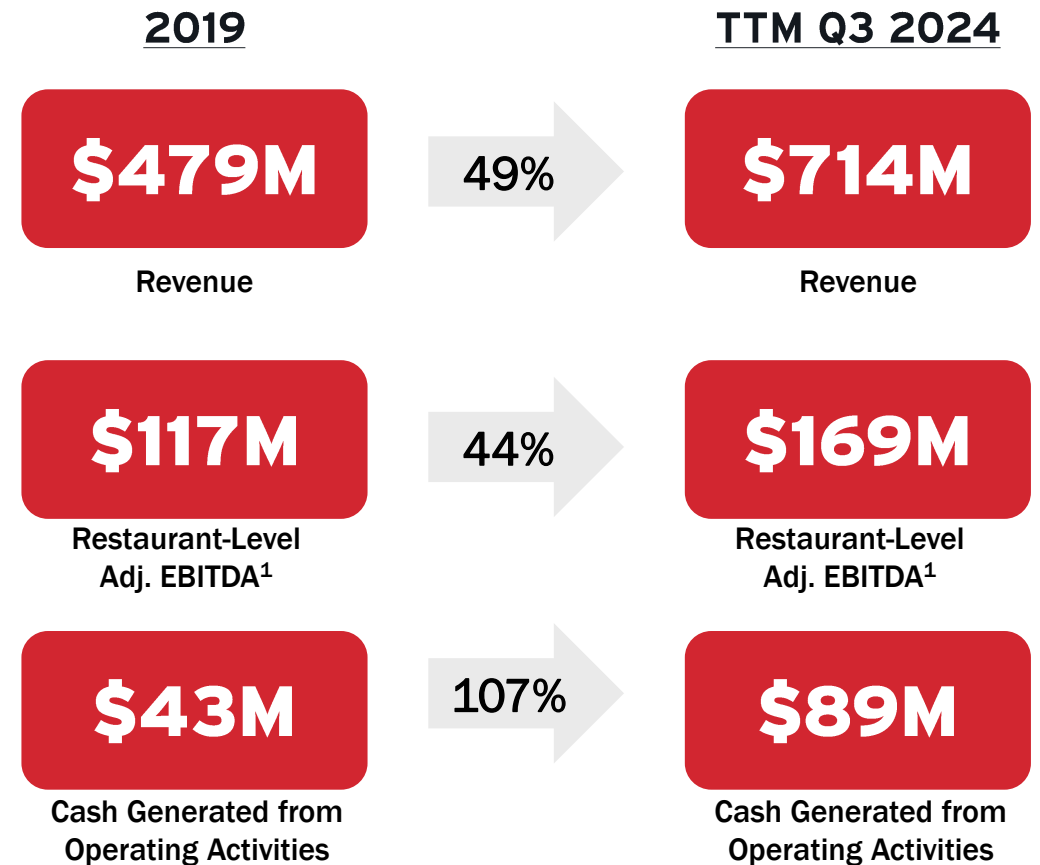 2019
TTM Q3 2024
$479M
49%
$714M
Revenue
Revenue
$117M
44%
$169M
Restaurant-Level
Adj. EBITDA¹
Restaurant-Level
Adj. EBITDA¹
$43M
107%
$89M
Cash Generated from
Operating Activities
Cash Generated from
Operating Activities